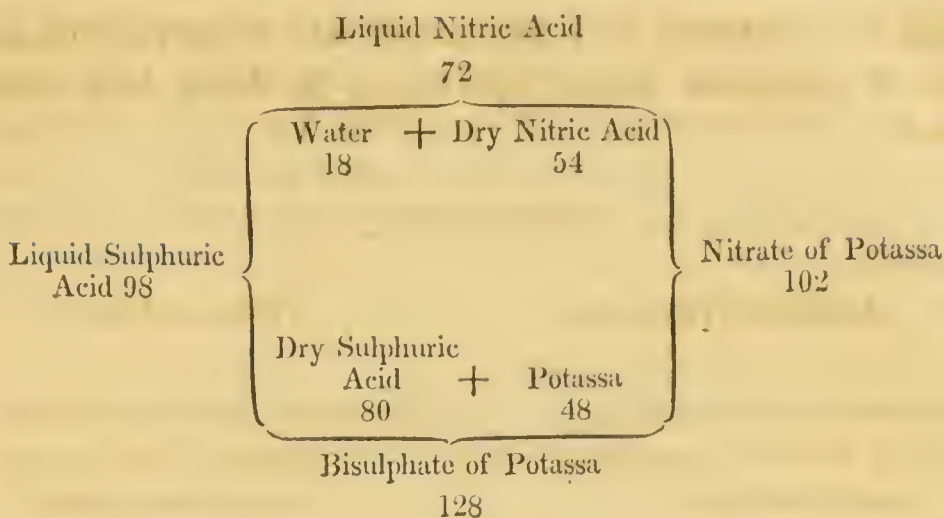 Liquid Nitric Acid
72
Water + Dry Nitric Acid
18 54
Liquid Sulphuric
Acid 98
Nitrate of Potassa
102
Dry Sulphuric
Acid + Potassa
80 48
Bisulphate of Potassa
128